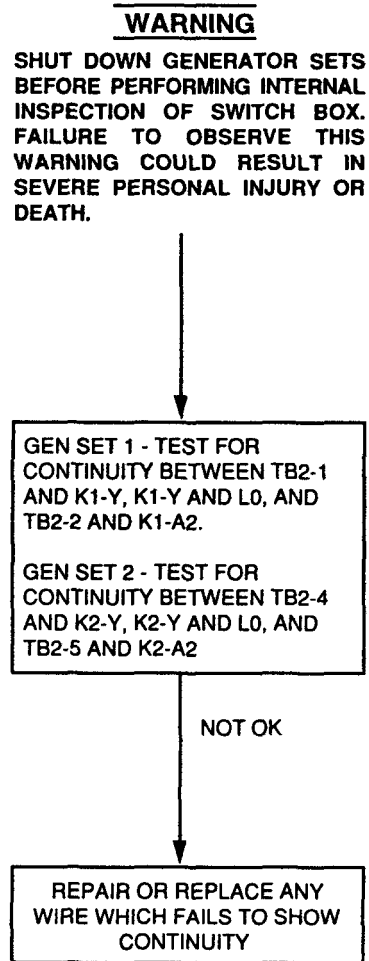 WARNING
SHUT DOWN GENERATOR SETS
BEFORE PERFORMING INTERNAL
INSPECTION OF SWITCH BOX.
FAILURE TO OBSERVE THIS
WARNING COULD RESULT IN
SEVERE PERSONAL INJURY OR
DEATH.
GEN SET 1 - TEST FOR
CONTINUITY BETWEEN TB2-1
AND K1-Y, K1-Y AND L0, AND
TB2-2 AND K1-A2.
GEN SET 2 - TEST FOR
CONTINUITY BETWEEN TB2-4
AND K2-Y, K2-Y AND L0, AND
TB2-5 AND K2-A2
NOT OK
REPAIR OR REPLACE ANY
WIRE WHICH FAILS TO SHOW
CONTINUITY